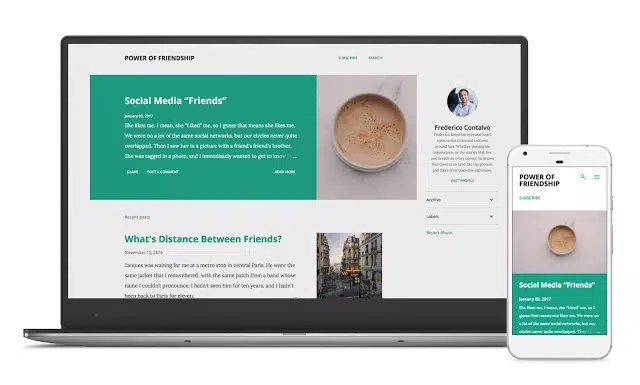 POWER OF FRIENDSHIP
SUBSCRIBE
SEARCH
Social Media “Friends”
January 03, 2017
She likes me. I mean, she “Liked” me, so I guess that means she likes me.
We were on a lot of the same social networks, but our circles never quite
overlapped. Then I saw her in a picture with a friend's friend's brother.
She was tagged in a photo, and I immediately wanted to get to know
SHARE
POST A COMMENT
READ MORE
Frederico Contalvo
VISIT PROFILE
Archive
Labels
Report Abuse
Recent posts
What's Distance Between Friends?
Jacques was waiting for me at a metro stop in central Paris. He wore the
same jacket that I remembered, with the same patch from a band whose
name I couldn't pronounce. I hadn't seen him for ten years, and I hadn't
been back to Paris for eleven.
POWER OF
FRIENDSHIP
SUBSCRIBE
Social Media “Friends”
January 03, 2017
She likes me. I mean, she “Liked” me, so I
guess that means she likes me. We were on
a lot of the same social networks, but our
circles never quite overlapped. Then I saw